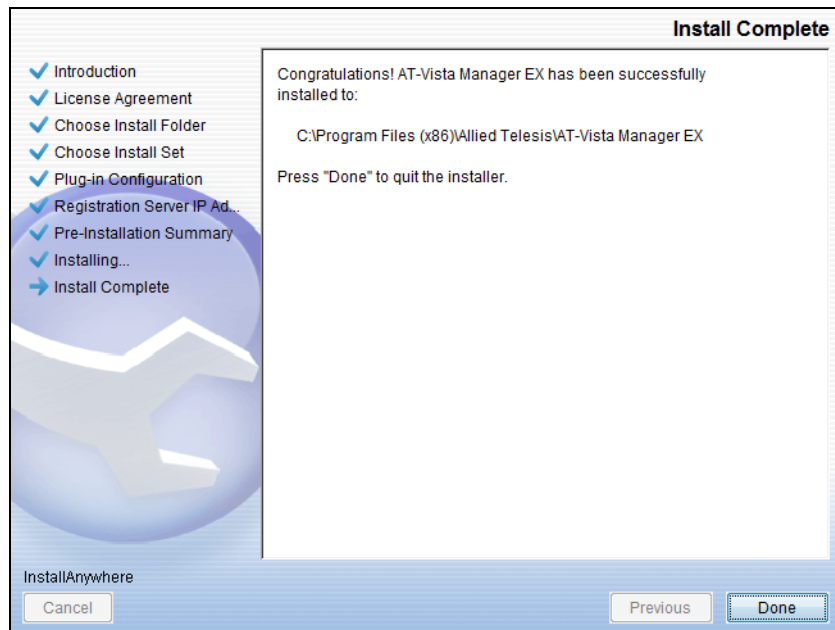 Install Complete
Introduction
License Agreement
Choose Install Folder
Choose Install Set
Plug-in Configuration
Registration Server IP Ad...
Pre-Installation Summary
Installing...
Install Complete
Congratulations! AT-Vista Manager EX has been successfully
installed to:
C:\Program Files (x86)\Allied Telesis\AT-Vista Manager EX
Press "Done" to quit the installer.
InstallAnywhere
Cancel
Previous
Done